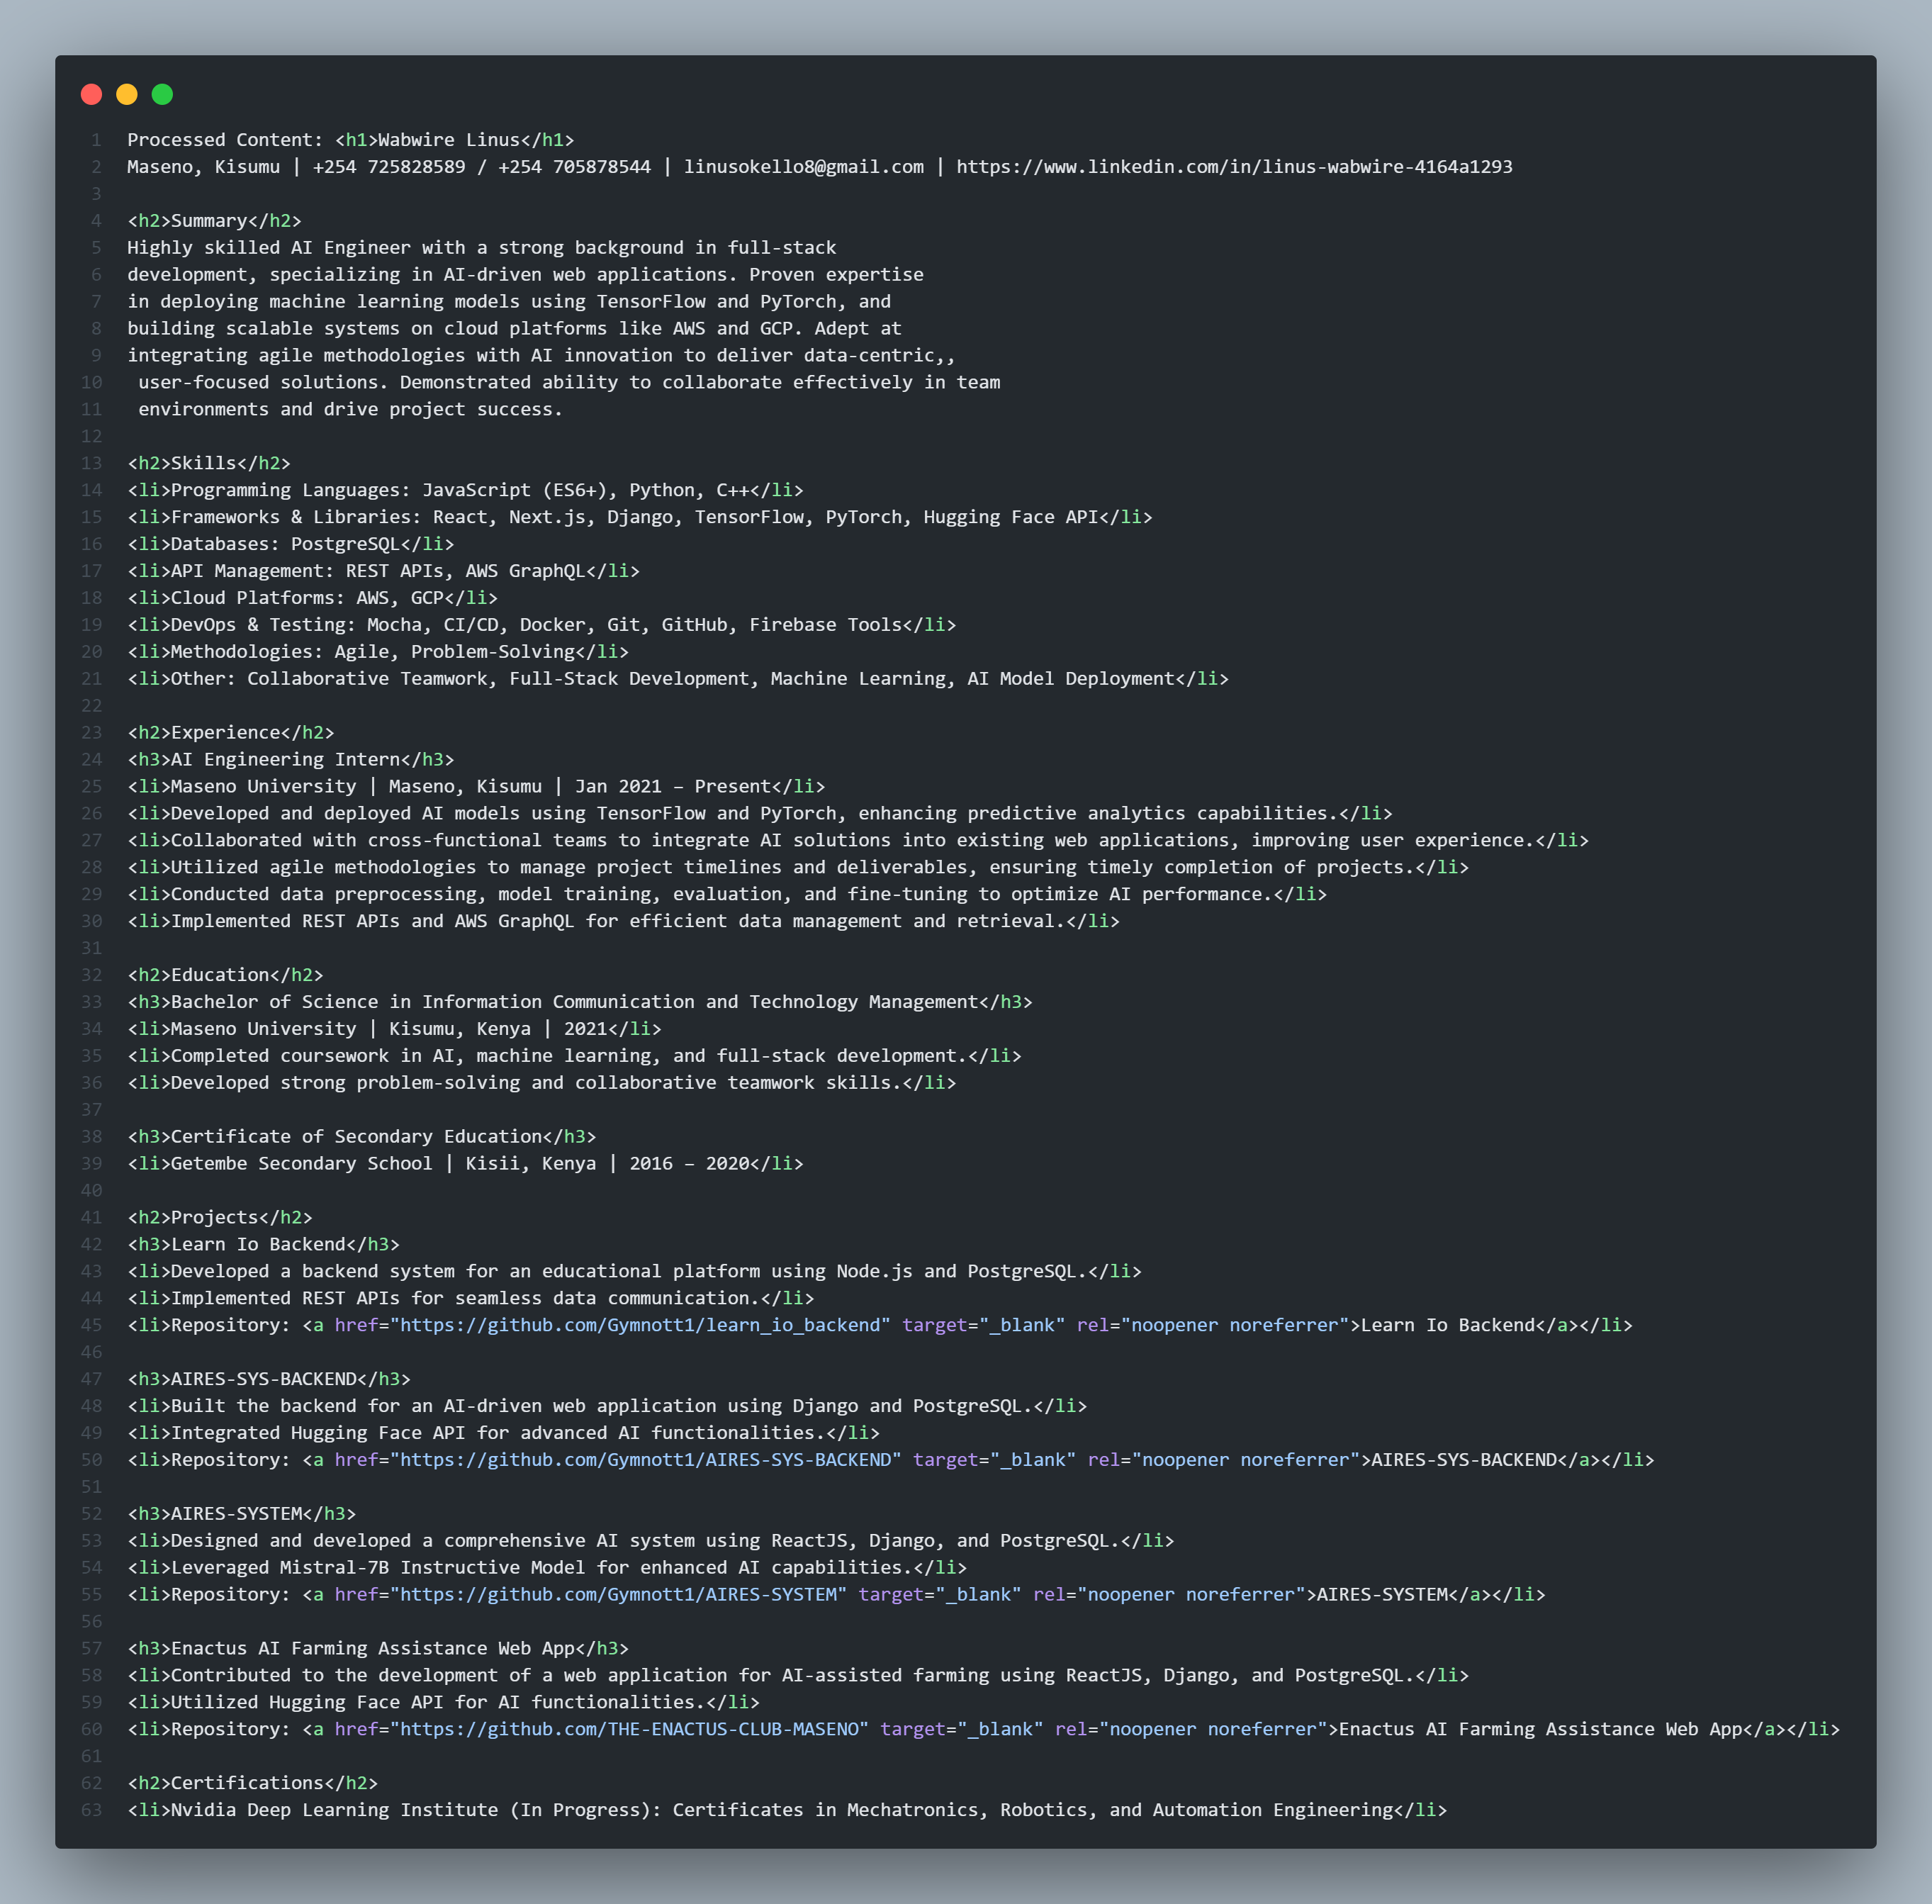 1 Processed Content: <h1>Wabwire Linus</h1>
2 Maseno, Kisumu | +254 725828589 / +254 705878544 | linusokello8@gmail.com | https://www.linkedin.com/in/linus-wabwire-4164a1293
3
4 <h2>Summary</h2>
5 Highly skilled AI Engineer with a strong background in full-stack
6 development, specializing in AI-driven web applications. Proven expertise
7 in deploying machine learning models using TensorFlow and PyTorch, and
8 building scalable systems on cloud platforms like AWS and GCP. Adept at
9 integrating agile methodologies with AI innovation to deliver data-centric,,
10  user-focused solutions. Demonstrated ability to collaborate effectively in team
11  environments and drive project success.
12
13 <h2>Skills</h2>
14 <li>Programming Languages: JavaScript (ES6+), Python, C++</li>
15 <li>Frameworks & Libraries: React, Next.js, Django, TensorFlow, PyTorch, Hugging Face API</li>
16 <li>Databases: PostgreSQL</li>
17 <li>API Management: REST APIs, AWS GraphQL</li>
18 <li>Cloud Platforms: AWS, GCP</li>
19 <li>DevOps & Testing: Mocha, CI/CD, Docker, Git, GitHub, Firebase Tools</li>
20 <li>Methodologies: Agile, Problem-Solving</li>
21 <li>Other: Collaborative Teamwork, Full-Stack Development, Machine Learning, AI Model Deployment</li>
22
23 <h2>Experience</h2>
24 <h3>AI Engineering Intern</h3>
25 <li>Maseno University | Maseno, Kisumu | Jan 2021 – Present</li>
26 <li>Developed and deployed AI models using TensorFlow and PyTorch, enhancing predictive analytics capabilities.</li>
27 <li>Collaborated with cross-functional teams to integrate AI solutions into existing web applications, improving user experience.</li>
28 <li>Utilized agile methodologies to manage project timelines and deliverables, ensuring timely completion of projects.</li>
29 <li>Conducted data preprocessing, model training, evaluation, and fine-tuning to optimize AI performance.</li>
30 <li>Implemented REST APIs and AWS GraphQL for efficient data management and retrieval.</li>
31
32 <h2>Education</h2>
33 <h3>Bachelor of Science in Information Communication and Technology Management</h3>
34 <li>Maseno University | Kisumu, Kenya | 2021</li>
35 <li>Completed coursework in AI, machine learning, and full-stack development.</li>
36 <li>Developed strong problem-solving and collaborative teamwork skills.</li>
37
38 <h3>Certificate of Secondary Education</h3>
39 <li>Getembe Secondary School | Kisii, Kenya | 2016 – 2020</li>
40
41 <h2>Projects</h2>
42 <h3>Learn Io Backend</h3>
43 <li>Developed a backend system for an educational platform using Node.js and PostgreSQL.</li>
44 <li>Implemented REST APIs for seamless data communication.</li>
45 <li>Repository: <a href="https://github.com/Gymnott1/learn_io_backend" target="_blank" rel="noopener noreferrer">Learn Io Backend</a></li>
46
47 <h3>AIRES-SYS-BACKEND</h3>
48 <li>Built the backend for an AI-driven web application using Django and PostgreSQL.</li>
49 <li>Integrated Hugging Face API for advanced AI functionalities.</li>
50 <li>Repository: <a href="https://github.com/Gymnott1/AIRES-SYS-BACKEND" target="_blank" rel="noopener noreferrer">AIRES-SYS-BACKEND</a></li>
51
52 <h3>AIRES-SYSTEM</h3>
53 <li>Designed and developed a comprehensive AI system using ReactJS, Django, and PostgreSQL.</li>
54 <li>Leveraged Mistral-7B Instructive Model for enhanced AI capabilities.</li>
55 <li>Repository: <a href="https://github.com/Gymnott1/AIRES-SYSTEM" target="_blank" rel="noopener noreferrer">AIRES-SYSTEM</a></li>
56
57 <h3>Enactus AI Farming Assistance Web App</h3>
58 <li>Contributed to the development of a web application for AI-assisted farming using ReactJS, Django, and PostgreSQL.</li>
59 <li>Utilized Hugging Face API for AI functionalities.</li>
60 <li>Repository: <a href="https://github.com/THE-ENACTUS-CLUB-MASENO" target="_blank" rel="noopener noreferrer">Enactus AI Farming Assistance Web App</a></li>
61
62 <h2>Certifications</h2>
63 <li>Nvidia Deep Learning Institute (In Progress): Certificates in Mechatronics, Robotics, and Automation Engineering</li>